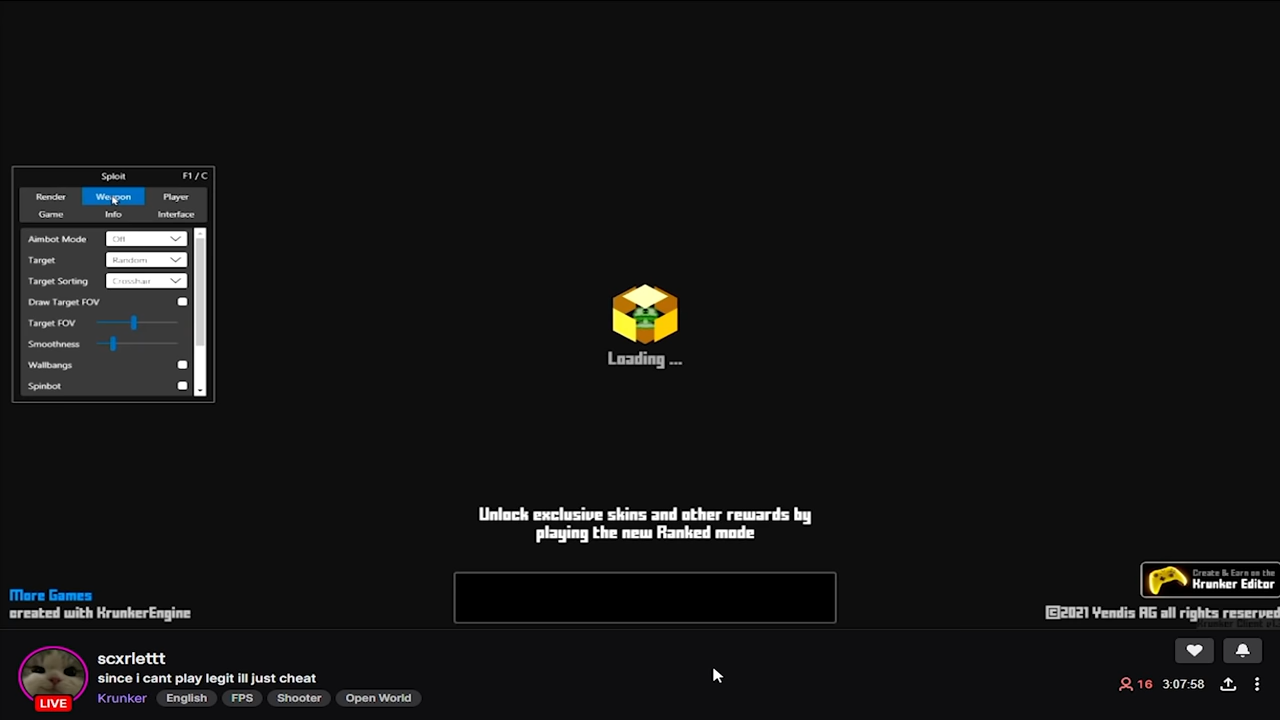 Sploit F1 / C
Render Weapon Player
Game Info Interface
Aimbot Mode Off
Target Random
Target Sorting Crosshair
Draw Target FOV
Target FOV
Smoothness
Wallbangs
Spinbot
Loading ...
Unlock exclusive skins and other rewards by
playing the new Ranked mode
More Games
created with KrunkerEngine
Create & Earn on the
Krunker Editor
©2021 Yendis AG all rights reserved
Krunker Client
scxrlettt
since i cant play legit ill just cheat
LIVE
Krunker English FPS Shooter Open World
16 3:07:58